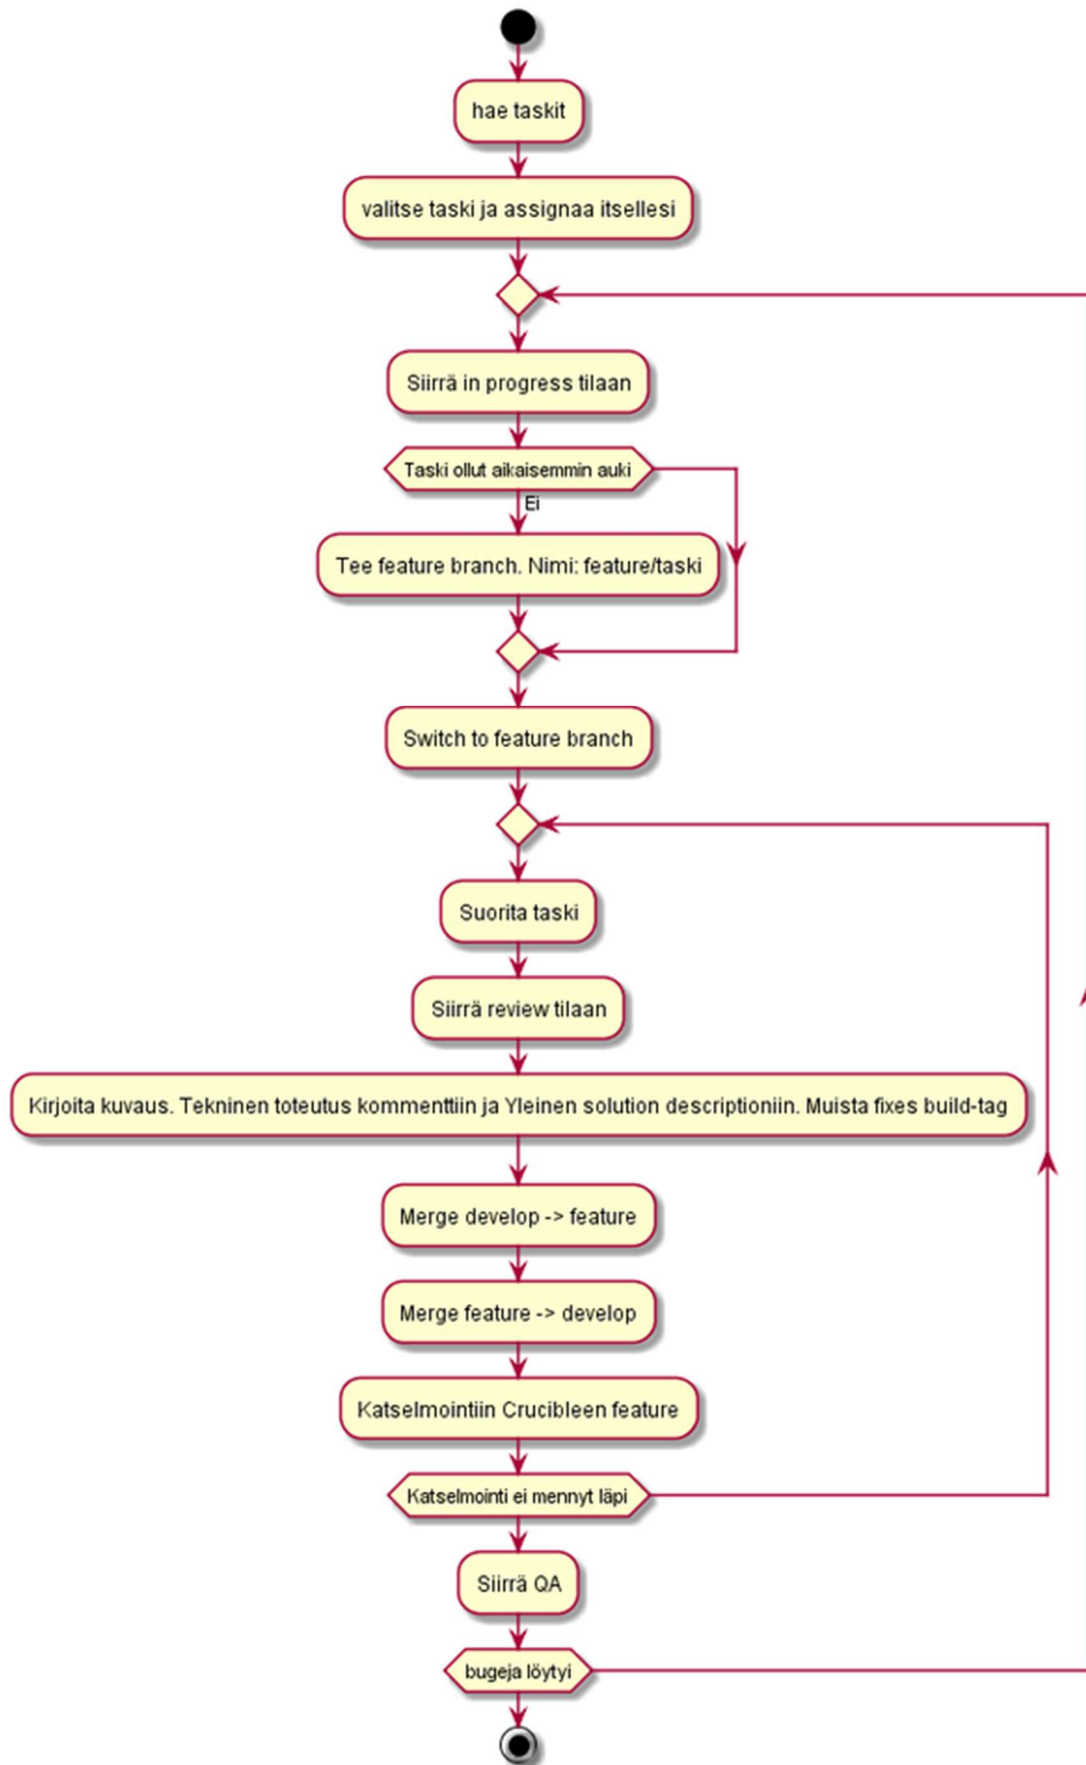 hae taskit
valitse taski ja assignaa itsellesi
Siirrä in progress tilaan
Taski ollut aikaisemmin auki
Ei
Tee feature branch. Nimi: feature/taski
Switch to feature branch
Suorita taski
Siirrä review tilaan
Kirjoita kuvaus. Tekninen toteutus kommenttiin ja Yleinen solution descriptioniin. Muista fixes build-tag
Merge develop -> feature
Merge feature -> develop
Katselmointiin Crucibleen feature
Katselmointi ei mennyt läpi
Siirrä QA
bugeja löytyi